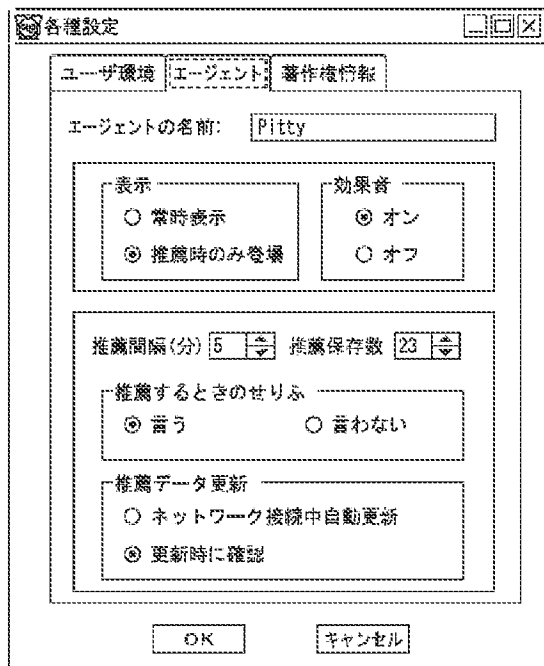 各種設定
ユーザ環境 エージェント 著作権情報
エージェントの名前: Pitty
表示 効果音
常時表示 オン
推薦時のみ登場 オフ
推薦間隔(分) 5 推薦保存数 23
推薦するときのせりふ
言う 言わない
推薦データ更新
ネットワーク接続中自動更新
更新時に確認
OK キャンセル